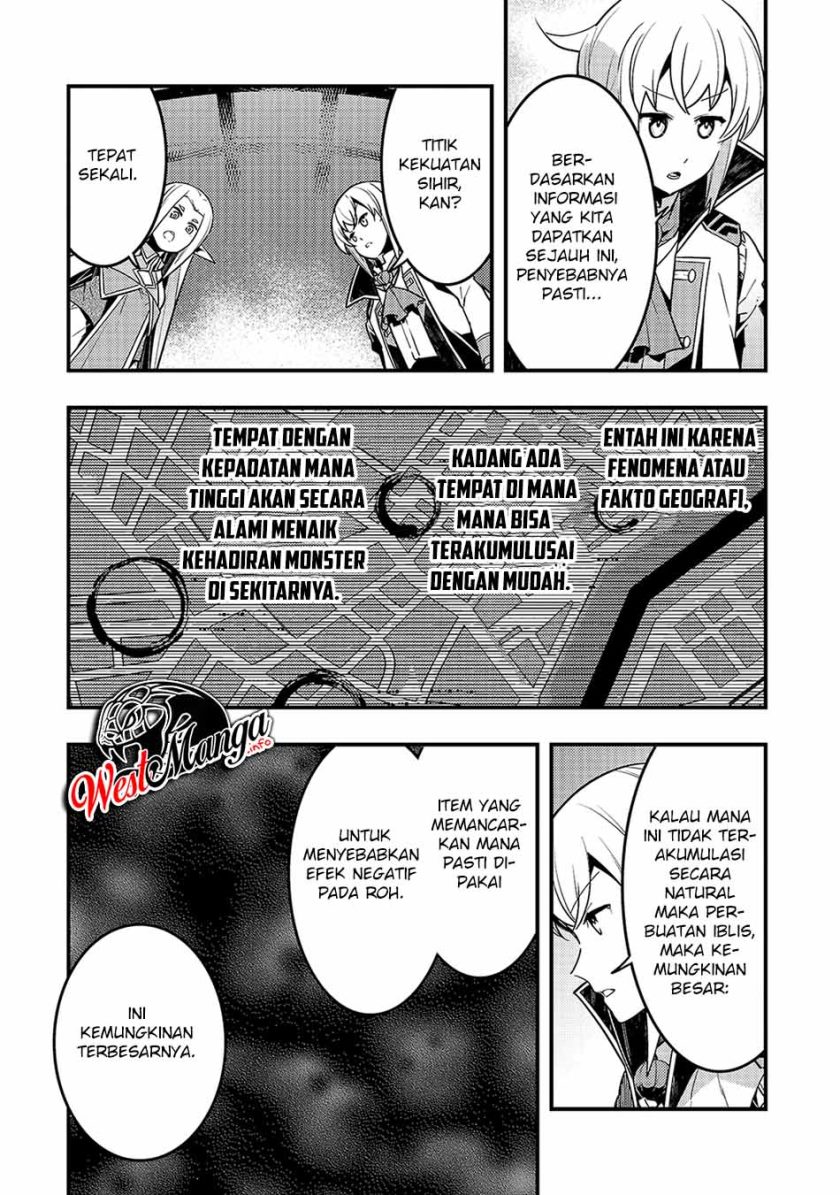 BER-
DASARKAN
INFORMASI
YANG KITA
DAPATKAN
SEJAUH INI,
PENYEBABNYA
PASTI...
TITIK
KEKUATAN
SIHIR,
KAN?
TEPAT
SEKALI.
ENTAH INI KARENA
FENOMENA ATAU
FAKTO GEOGRAFI,
KADANG ADA
TEMPAT DI MANA
MANA BISA
TERAKUMULUSAI
DENGAN MUDAH.
TEMPAT DENGAN
KEPADATAN MANA
TINGGI AKAN SECARA
ALAMI MENAIK
KEHADIRAN MONSTER
DI SEKITARNYA.
WestManga
.info
KALAU MANA
INI TIDAK TER-
AKUMULASI
SECARA
NATURAL
MAKA PER-
BUATAN IBLIS,
MAKA KE-
MUNGKINAN
BESAR:
ITEM YANG
MEMANCAR-
KAN MANA
PASTI DI-
PAKAI
UNTUK
MENYEBABKAN
EFEK NEGATIF
PADA ROH.
INI
KEMUNGKINAN
TERBESARNYA.